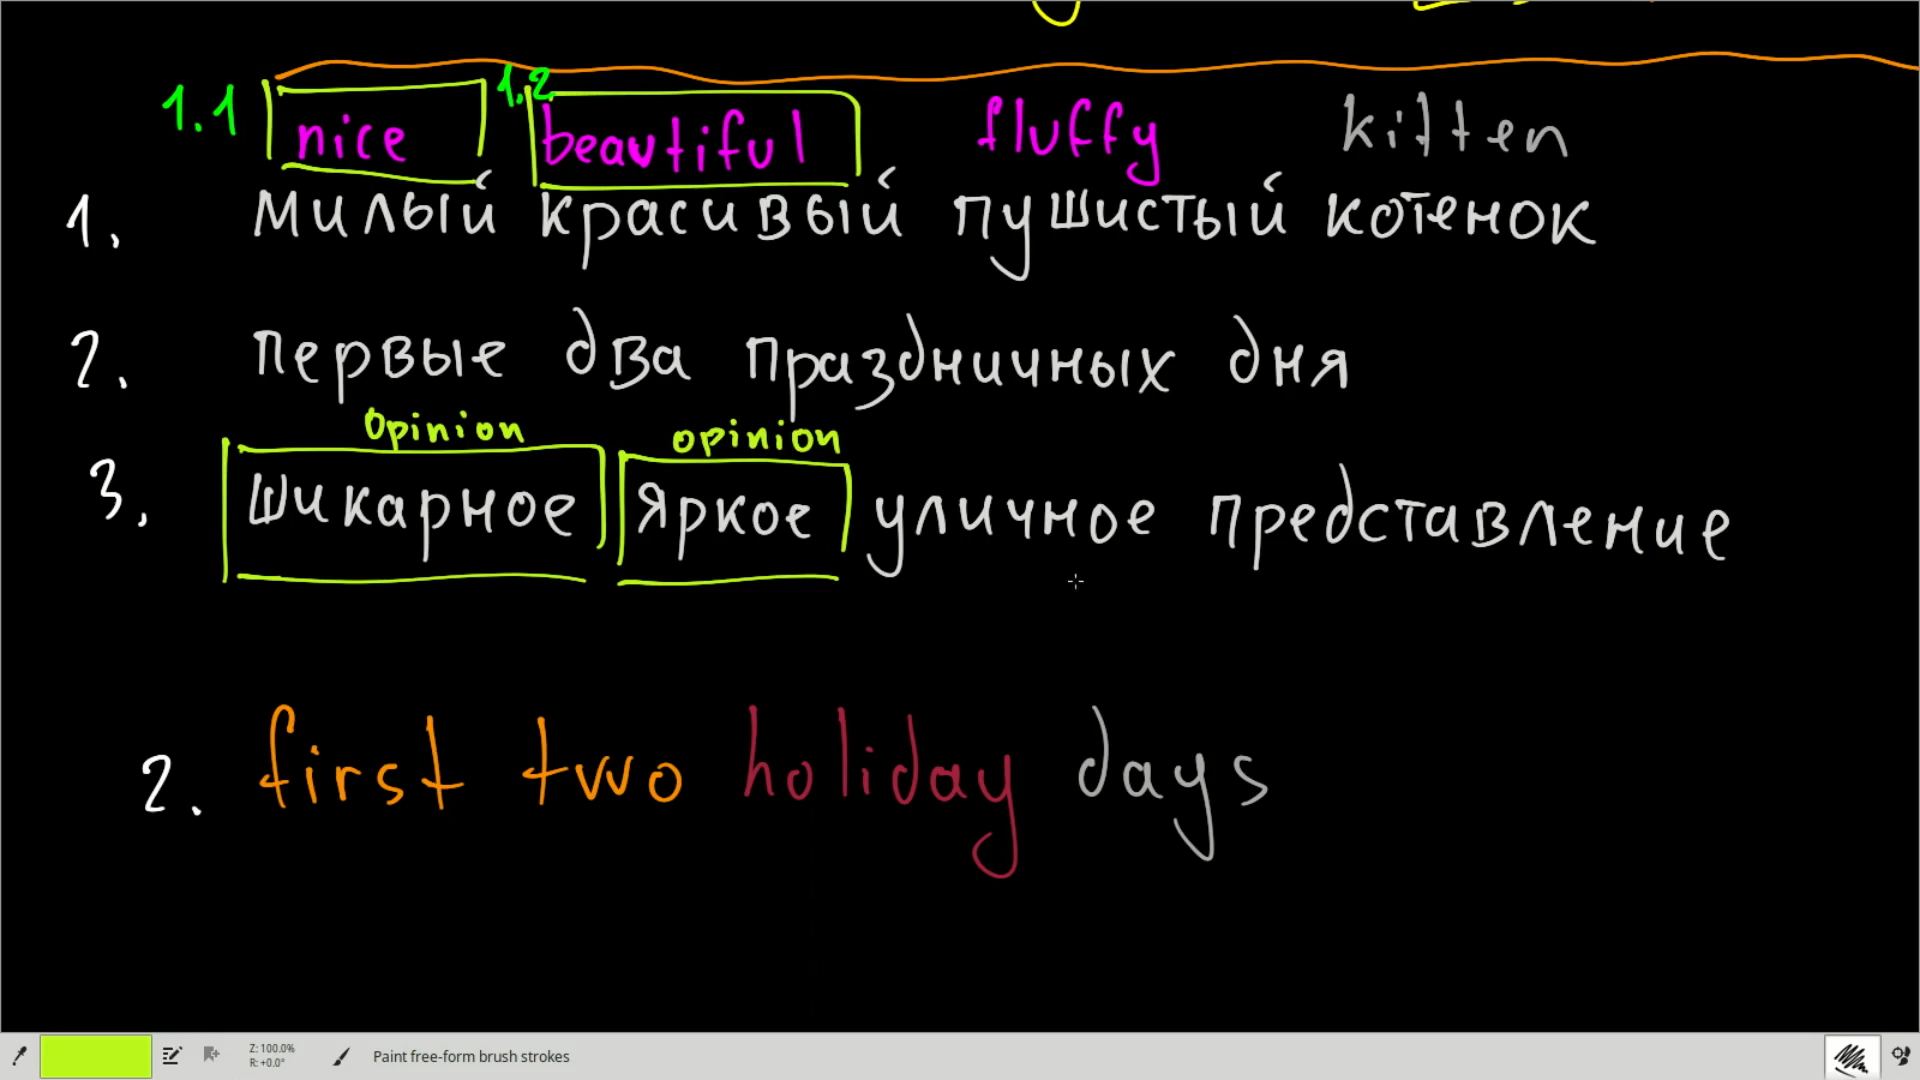 1.1 nice 1.2 beautiful fluffy kitten
1. милый красивый пушистый котенок
2. первые два праздничных дня
Opinion opinion
3. Шикарное Яркое уличное представление
2. first two holiday days
Z: 100.0%
R: +0.0°
Paint free-form brush strokes